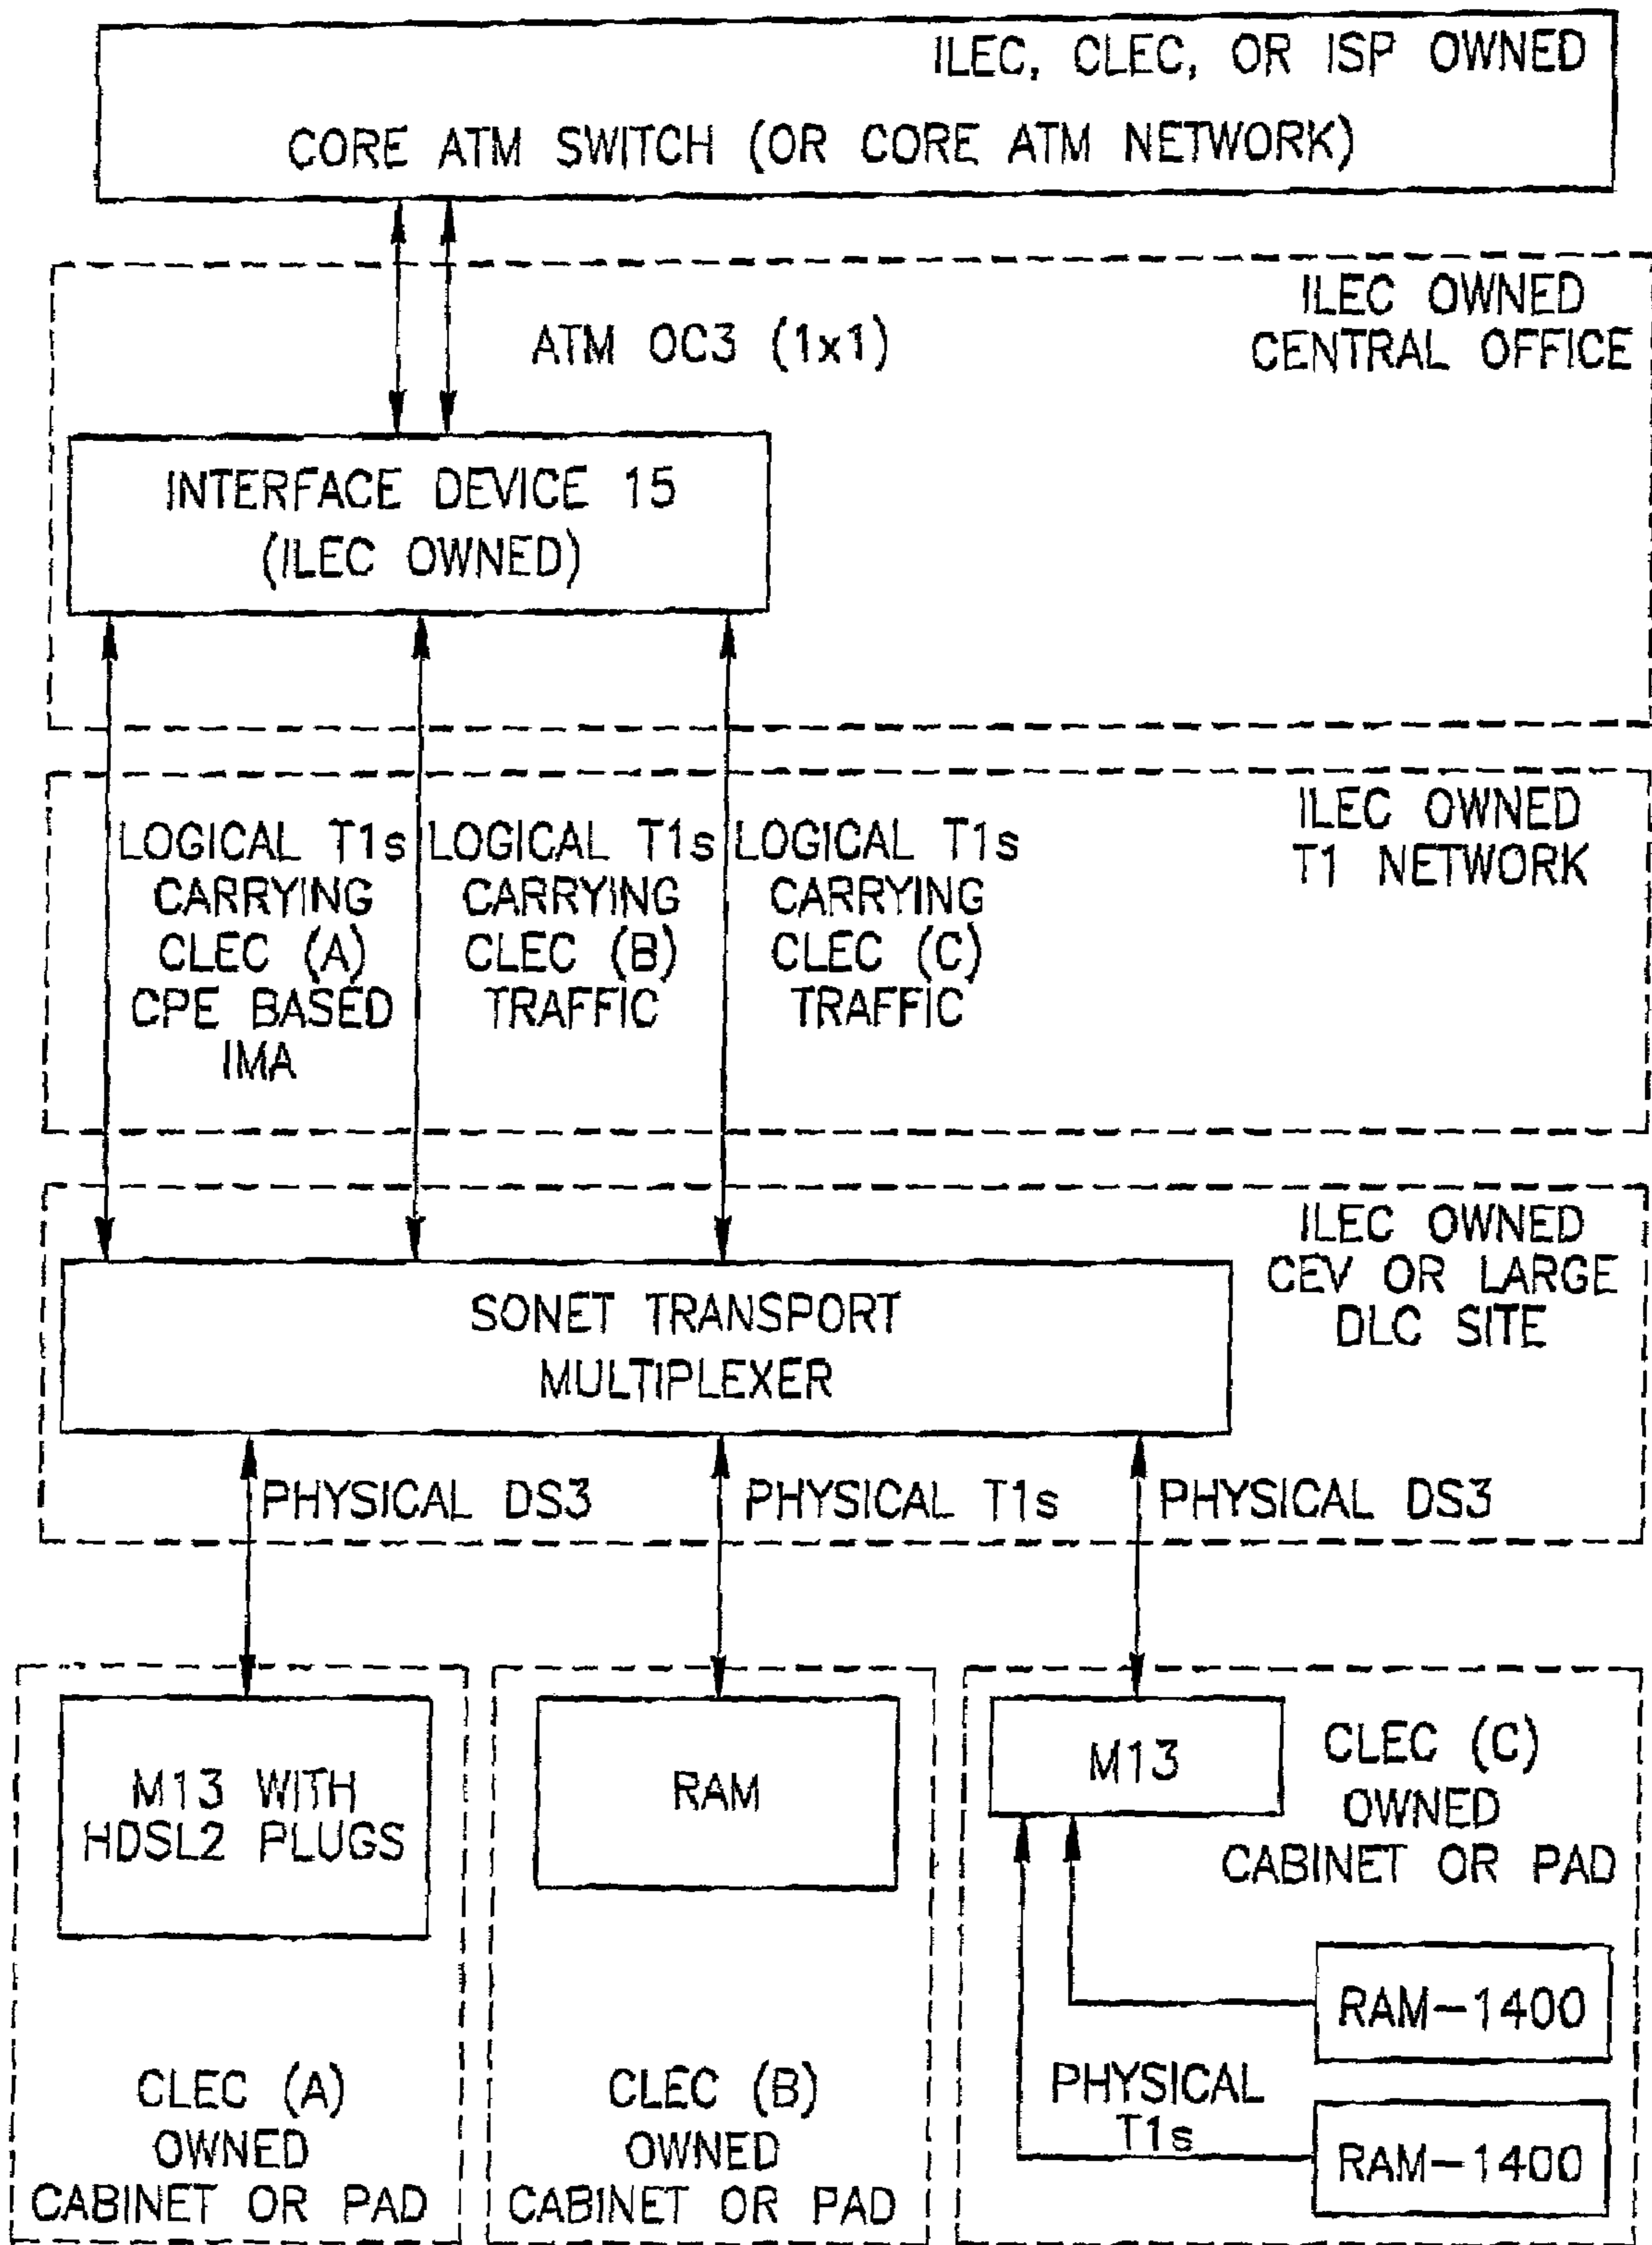 ILEC, CLEC, OR ISP OWNED
CORE ATM SWITCH (OR CORE ATM NETWORK)
ILEC OWNED
CENTRAL OFFICE
ATM OC3 (1x1)
INTERFACE DEVICE 15
(ILEC OWNED)
ILEC OWNED
T1 NETWORK
LOGICAL T1s
CARRYING
CLEC (A)
CPE BASED
IMA
LOGICAL T1s
CARRYING
CLEC (B)
TRAFFIC
LOGICAL T1s
CARRYING
CLEC (C)
TRAFFIC
ILEC OWNED
CEV OR LARGE
DLC SITE
SONET TRANSPORT
MULTIPLEXER
PHYSICAL DS3
PHYSICAL T1s
PHYSICAL DS3
M13 WITH
HDSL2 PLUGS
CLEC (A)
OWNED
CABINET OR PAD
RAM
CLEC (B)
OWNED
CABINET OR PAD
M13
CLEC (C)
OWNED
CABINET OR PAD
RAM-1400
PHYSICAL
T1s
RAM-1400